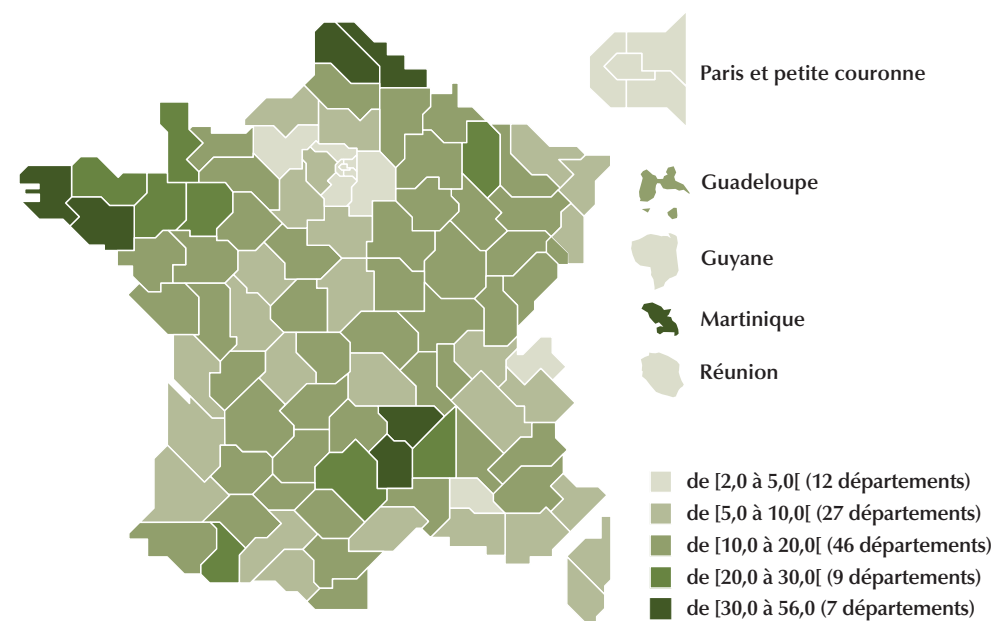 Paris et petite couronne
Guadeloupe
Guyane
Martinique
Réunion
de [2,0 à 5,0[ (12 départements)
de [5,0 à 10,0[ (27 départements)
de [10,0 à 20,0[ (46 départements)
de [20,0 à 30,0[ (9 départements)
de [30,0 à 56,0 (7 départements)